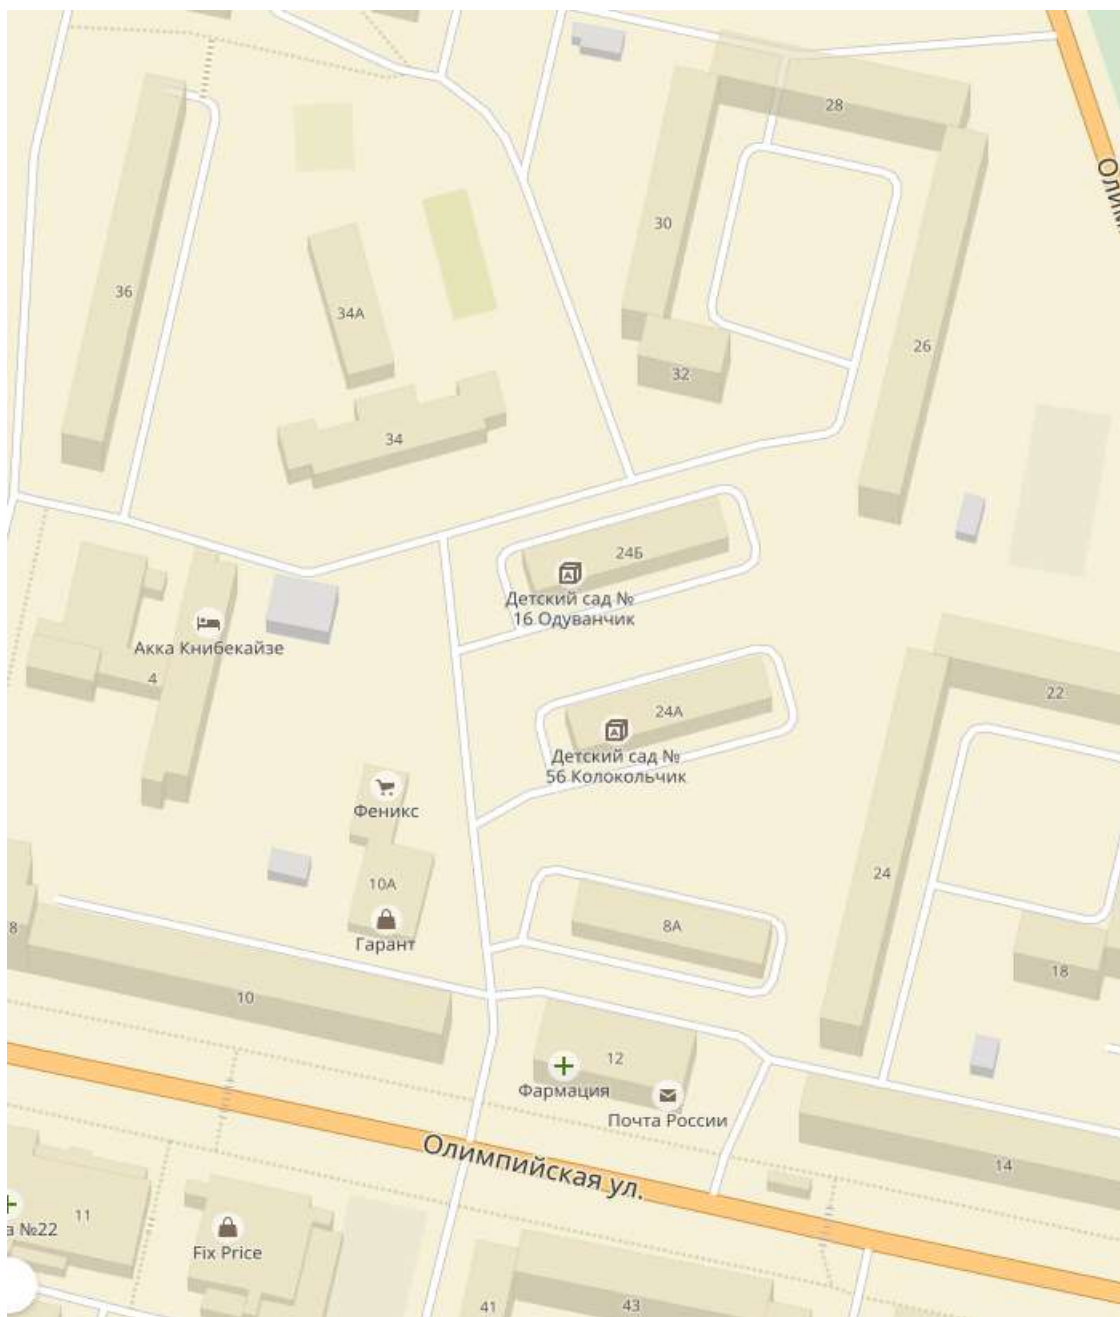 28
Олим
30
36
34А
26
32
34
24Б
Детский сад №
16 Одуванчик
Акка Книбекайзе
4
22
24А
Детский сад №
56 Колокольчик
Феникс
24
10А
8А
8
Гарант
18
10
12
Фармация
Почта России
Олимпийская ул.
14
11
а №22
Fix Price
41
43